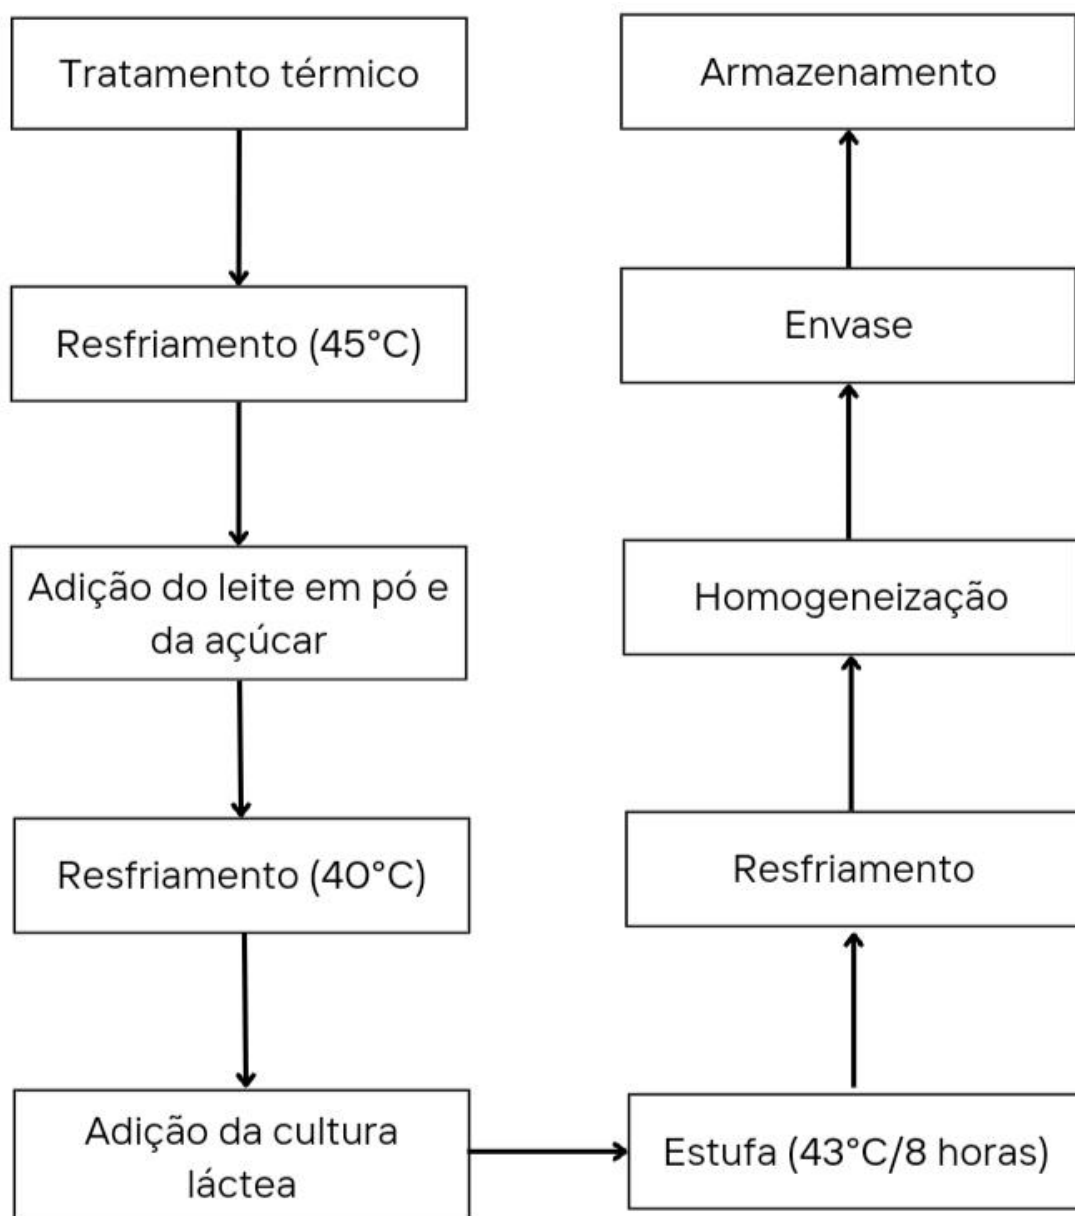 Tratamento térmico
Resfriamento (45°C)
Adição do leite em pó e
da açúcar
Resfriamento (40°C)
Adição da cultura
láctea
Estufa (43°C/8 horas)
Resfriamento
Homogeneização
Envase
Armazenamento